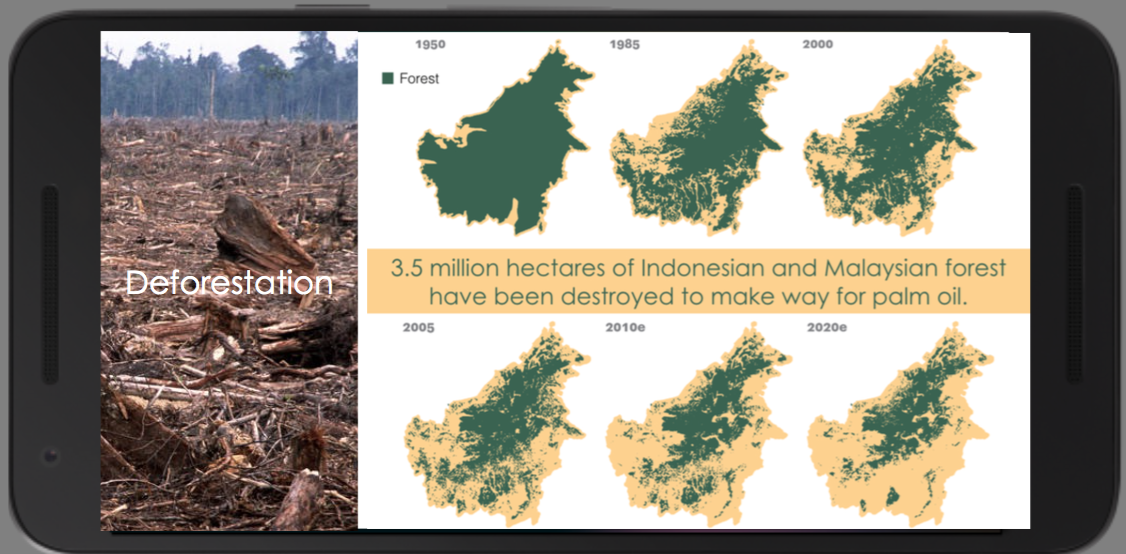 Deforestation
1950
1985
2000
Forest
3.5 million hectares of Indonesian and Malaysian forest
have been destroyed to make way for palm oil.
2005
2010e
2020e